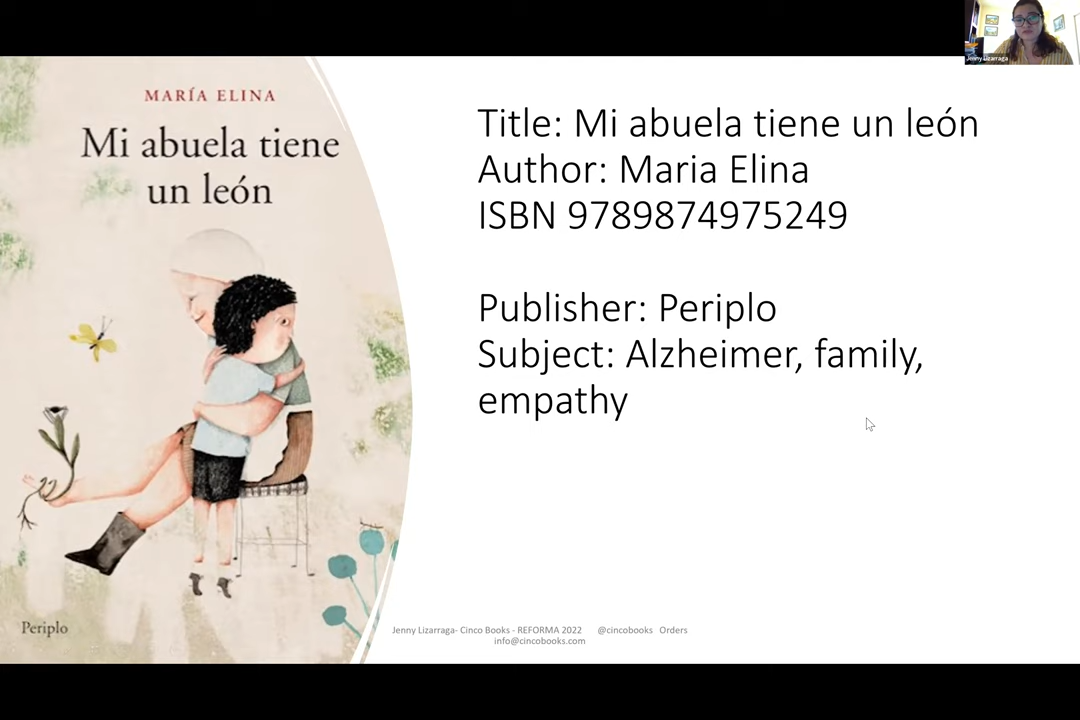 Jenny Lizarraga
MARÍA ELINA
Mi abuela tiene
un león
Periplo
Title: Mi abuela tiene un león
Author: Maria Elina
ISBN 9789874975249
Publisher: Periplo
Subject: Alzheimer, family,
empathy
Jenny Lizarraga- Cinco Books - REFORMA 2022 @cincobooks Orders
info@cincobooks.com